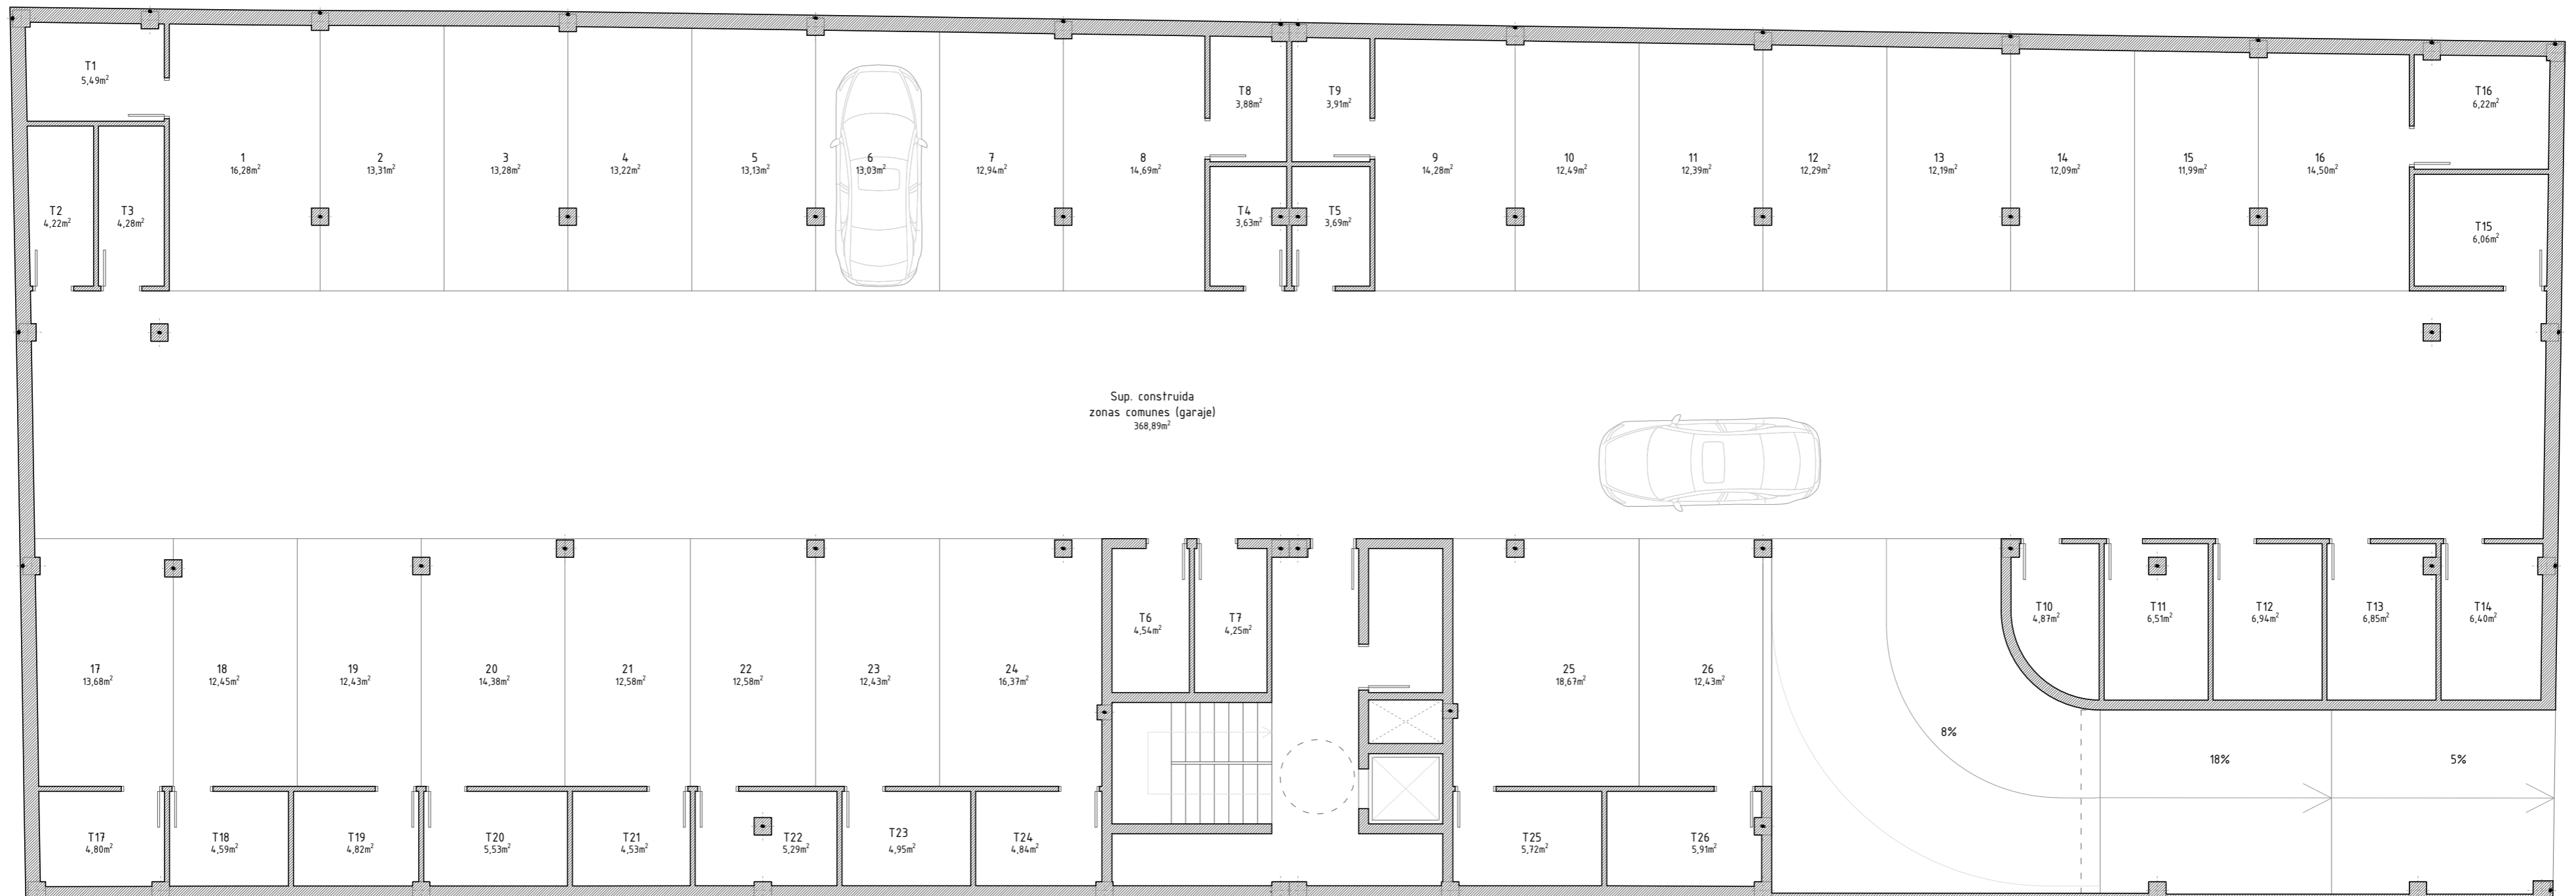 T1
5,49m²
T8
3,88m²
T9
3,91m²
T16
6,22m²
1
16,28m²
2
13,31m²
3
13,28m²
4
13,22m²
5
13,13m²
6
13,03m²
7
12,94m²
8
14,69m²
9
14,28m²
10
12,49m²
11
12,39m²
12
12,29m²
13
12,19m²
14
12,09m²
15
11,99m²
16
14,50m²
T2
4,22m²
T3
4,28m²
T4
3,63m²
T5
3,69m²
T15
6,06m²
Sup. construida
zonas comunes (garaje)
368,89m²
T6
4,54m²
T7
4,25m²
T10
4,87m²
T11
6,51m²
T12
6,94m²
T13
6,85m²
T14
6,40m²
17
13,68m²
18
12,45m²
19
12,43m²
20
14,38m²
21
12,58m²
22
12,58m²
23
12,43m²
24
16,37m²
25
18,67m²
26
12,43m²
8%
18%
5%
T17
4,80m²
T18
4,59m²
T19
4,82m²
T20
5,53m²
T21
4,53m²
T22
5,29m²
T23
4,95m²
T24
4,84m²
T25
5,72m²
T26
5,91m²